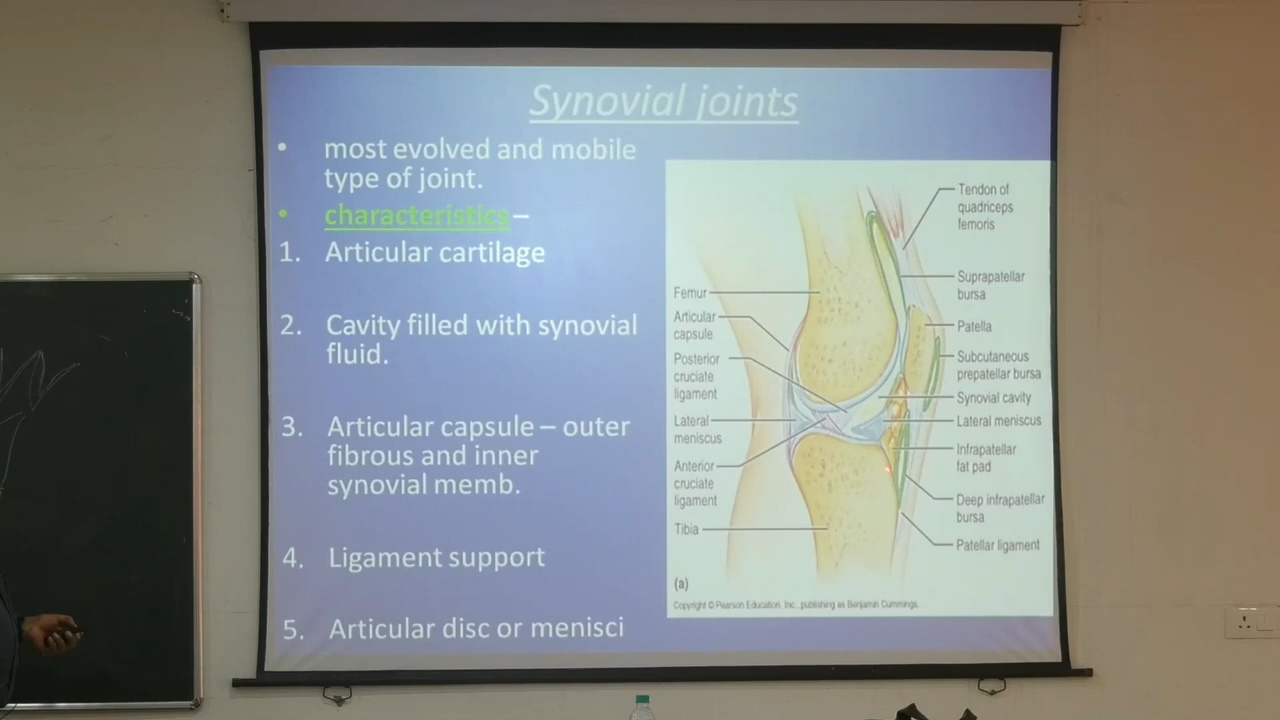 Synovial joints
• most evolved and mobile
type of joint.
• characteristics –
1. Articular cartilage
2. Cavity filled with synovial
fluid.
3. Articular capsule – outer
fibrous and inner
synovial memb.
4. Ligament support
5. Articular disc or menisci
Femur
Articular
capsule
Posterior
cruciate
ligament
Lateral
meniscus
Anterior
cruciate
ligament
Tibia
Tendon of
quadriceps
femoris
Suprapatellar
bursa
Patella
Subcutaneous
prepatellar bursa
Synovial cavity
Lateral meniscus
Infrapatellar
fat pad
Deep infrapatellar
bursa
Patellar ligament
(a)
Copyright © Pearson Education, Inc., publishing as Benjamin Cummings.